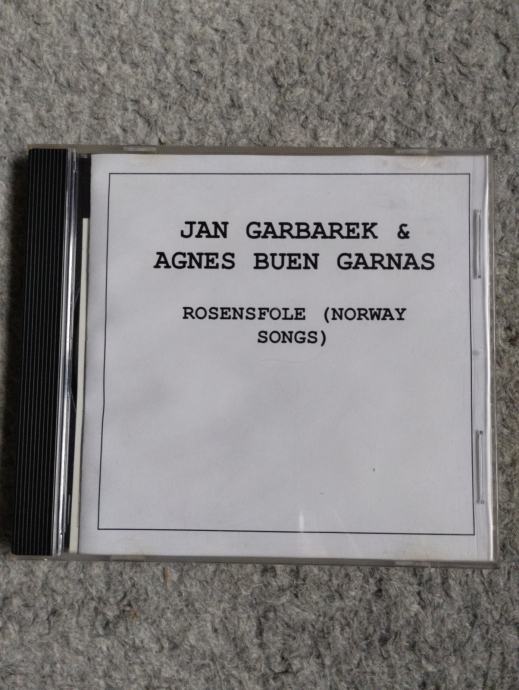 JAN GARBAREK &
AGNES BUEN GARNAS
ROSENSFOLE (NORWAY
SONGS)